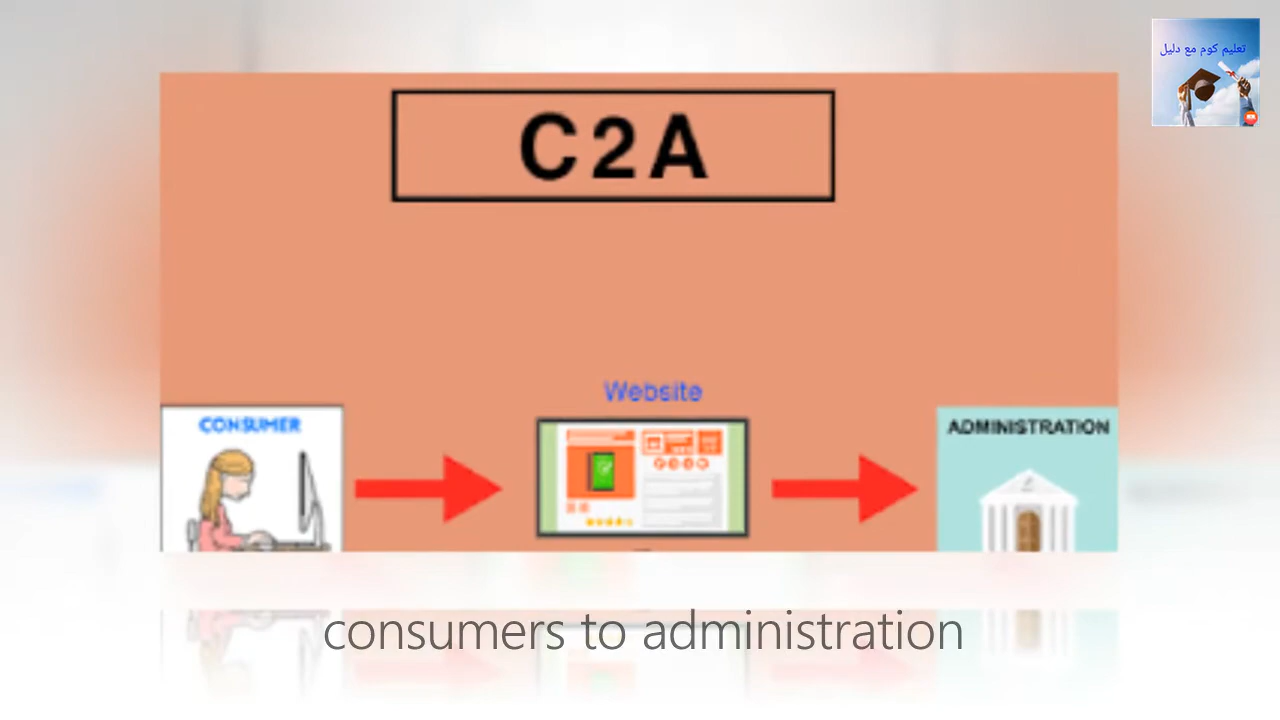 تعليم كوم مع دليل
C2A
Website
CONSUMER
ADMINISTRATION
consumers to administration